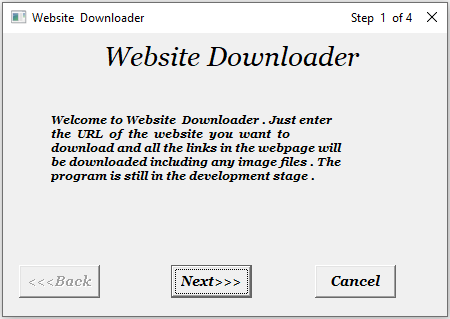 Website Downloader
Step 1 of 4
Website Downloader
Welcome to Website Downloader . Just enter
the URL of the website you want to
download and all the links in the webpage will
be downloaded including any image files . The
program is still in the development stage .
<<<Back
Next>>>
Cancel